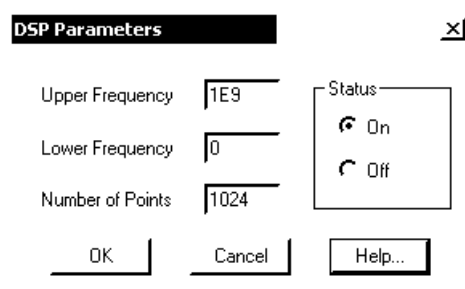 DSP Parameters
Upper Frequency 1E9
Lower Frequency 0
Number of Points 1024
Status
On
Off
OK Cancel Help...